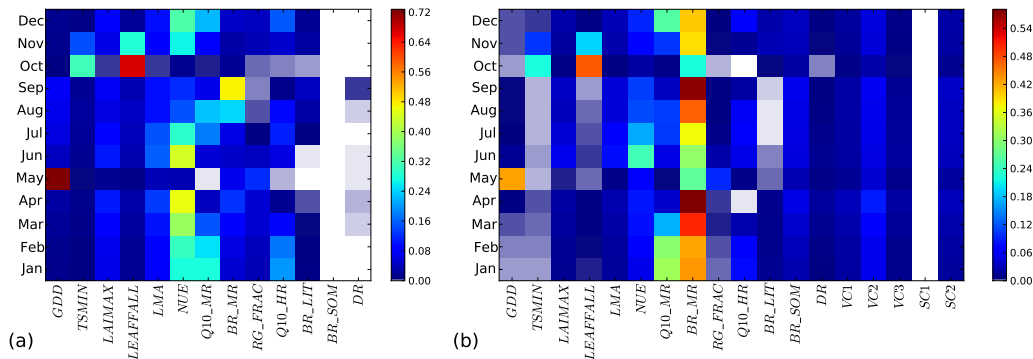 Dec
Nov
Oct
Sep
Aug
Jul
Jun
May
Apr
Mar
Feb
Jan
GDD
TSMIN
LAIMAX
LEAFFALL
LMA
NUE
Q10_MR
BR_MR
RG_FRAC
Q10_HR
BR_LIT
BR_SOM
DR
0.72
0.64
0.56
0.48
0.40
0.32
0.24
0.16
0.08
0.00
(a)
Dec
Nov
Oct
Sep
Aug
Jul
Jun
May
Apr
Mar
Feb
Jan
GDD
TSMIN
LAIMAX
LEAFFALL
LMA
NUE
Q10_MR
BR_MR
RG_FRAC
Q10_HR
BR_LIT
BR_SOM
DR
VC1
VC2
VC3
SC1
SC2
0.54
0.48
0.42
0.36
0.30
0.24
0.18
0.12
0.06
0.00
(b)